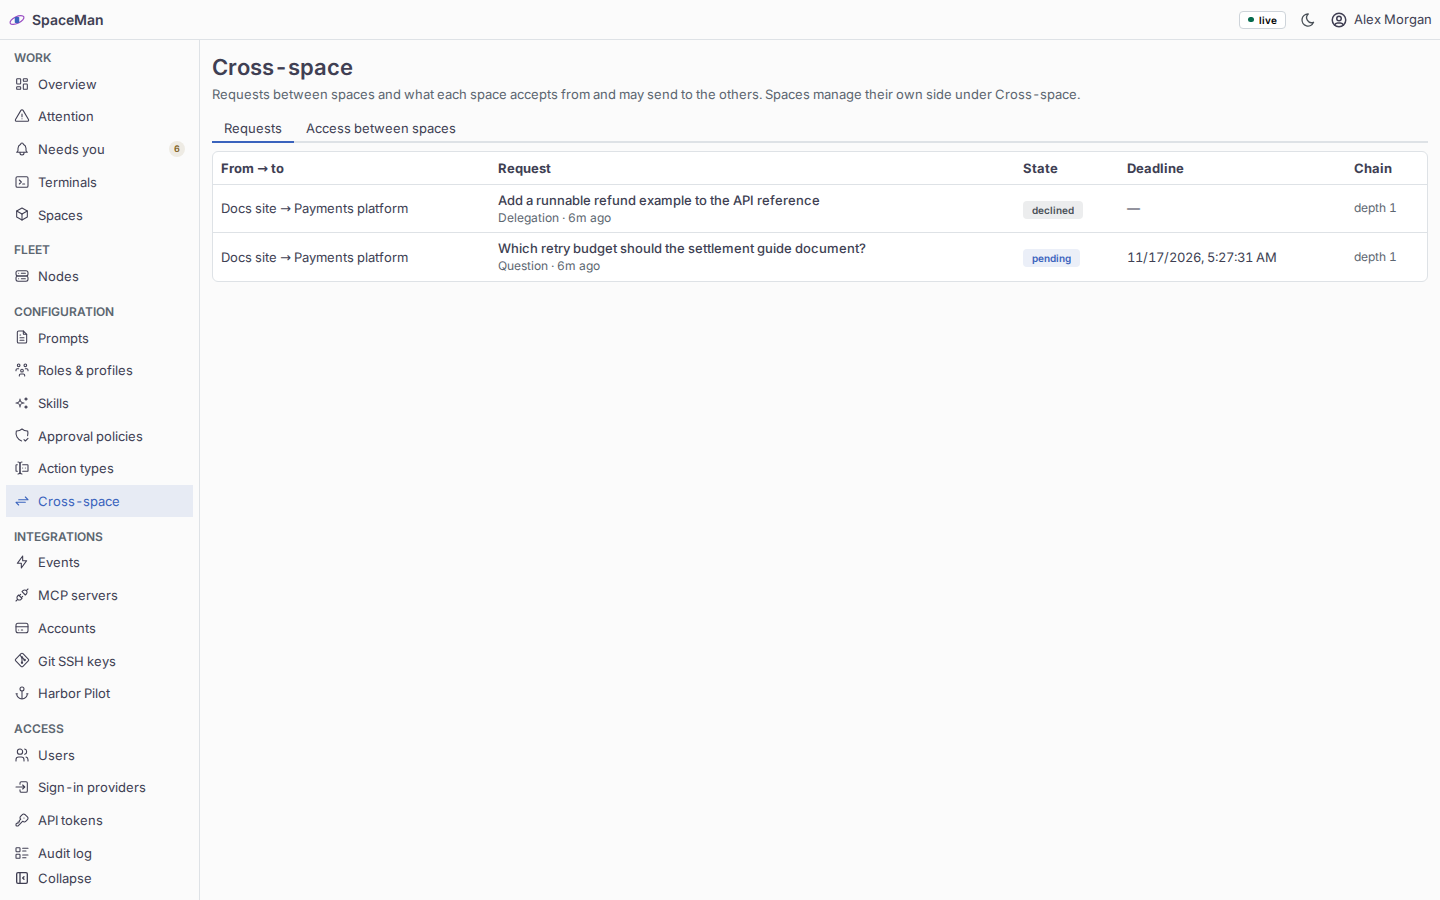 SpaceMan
live
Alex Morgan
WORK
Overview
Attention
Needs you 6
Terminals
Spaces
FLEET
Nodes
CONFIGURATION
Prompts
Roles & profiles
Skills
Approval policies
Action types
Cross-space
INTEGRATIONS
Events
MCP servers
Accounts
Git SSH keys
Harbor Pilot
ACCESS
Users
Sign-in providers
API tokens
Audit log
Collapse
Cross-space
Requests between spaces and what each space accepts from and may send to the others. Spaces manage their own side under Cross-space.
Requests Access between spaces
From → to Request State Deadline Chain
Docs site → Payments platform Add a runnable refund example to the API reference declined — depth 1
Delegation · 6m ago
Docs site → Payments platform Which retry budget should the settlement guide document? pending 11/17/2026, 5:27:31 AM depth 1
Question · 6m ago